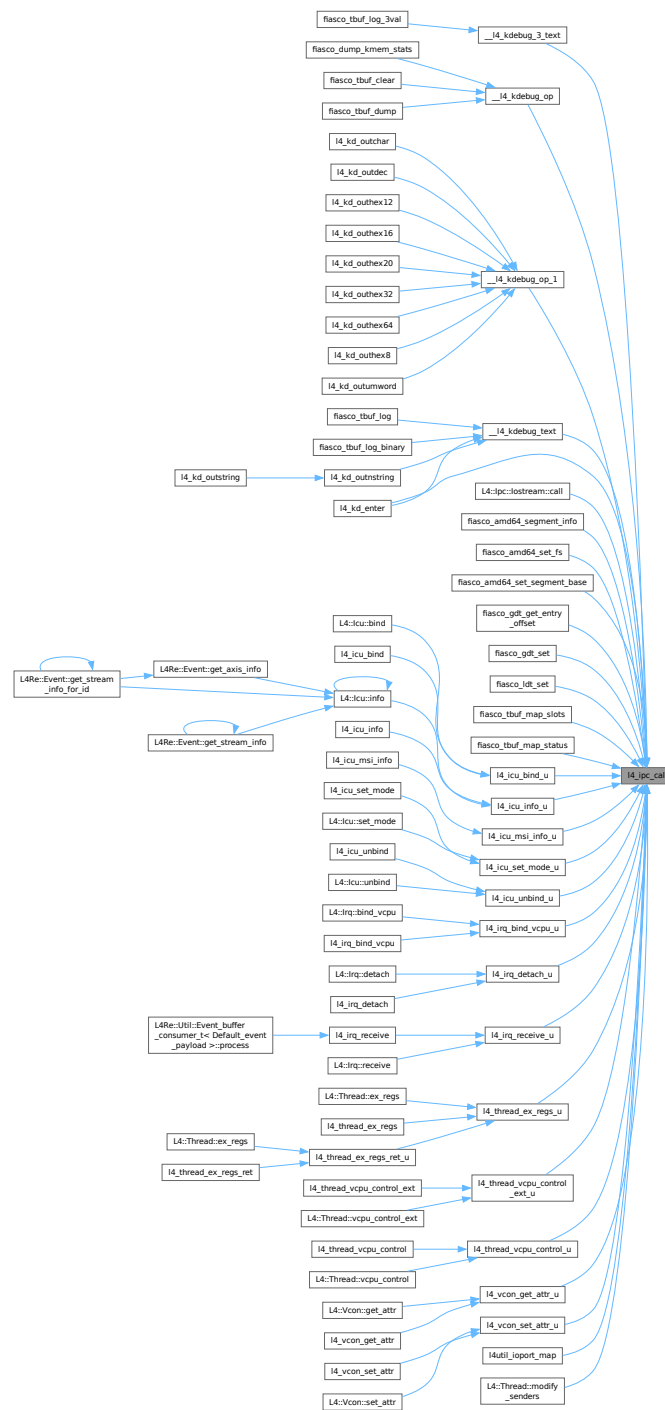 fiasco_tbuf_log_3val
__l4_kdebug_3_text
fiasco_dump_kmem_stats
fiasco_tbuf_clear
__l4_kdebug_op
fiasco_tbuf_dump
l4_kd_outchar
l4_kd_outdec
l4_kd_outhex12
l4_kd_outhex16
l4_kd_outhex20
__l4_kdebug_op_1
l4_kd_outhex32
l4_kd_outhex64
l4_kd_outhex8
l4_kd_outumword
fiasco_tbuf_log
__l4_kdebug_text
fiasco_tbuf_log_binary
l4_kd_outstring
l4_kd_outnstring
l4_kd_enter
L4::Ipc::Iostream::call
fiasco_amd64_segment_info
fiasco_amd64_set_fs
fiasco_amd64_set_segment_base
fiasco_gdt_get_entry
_offset
L4::Icu::bind
l4_icu_bind
fiasco_gdt_set
L4Re::Event::get_axis_info
L4Re::Event::get_stream
_info_for_id
fiasco_ldt_set
L4::Icu::info
fiasco_tbuf_map_slots
l4_icu_info
L4Re::Event::get_stream_info
fiasco_tbuf_map_status
l4_icu_msi_info
l4_icu_bind_u
l4_ipc_call
l4_icu_set_mode
l4_icu_info_u
L4::Icu::set_mode
l4_icu_msi_info_u
l4_icu_unbind
l4_icu_set_mode_u
L4::Icu::unbind
l4_icu_unbind_u
L4::Irq::bind_vcpu
l4_irq_bind_vcpu_u
l4_irq_bind_vcpu
L4::Irq::detach
l4_irq_detach_u
l4_irq_detach
L4Re::Util::Event_buffer
_consumer_t< Default_event
_payload >::process
l4_irq_receive
l4_irq_receive_u
L4::Irq::receive
L4::Thread::ex_regs
l4_thread_ex_regs_u
l4_thread_ex_regs
L4::Thread::ex_regs
l4_thread_ex_regs_ret_u
l4_thread_ex_regs_ret
l4_thread_vcpu_control_ext
l4_thread_vcpu_control
_ext_u
L4::Thread::vcpu_control_ext
l4_thread_vcpu_control
l4_thread_vcpu_control_u
L4::Thread::vcpu_control
l4_vcon_get_attr_u
L4::Vcon::get_attr
l4_vcon_set_attr_u
l4_vcon_get_attr
l4util_ioport_map
l4_vcon_set_attr
L4::Thread::modify
_senders
L4::Vcon::set_attr